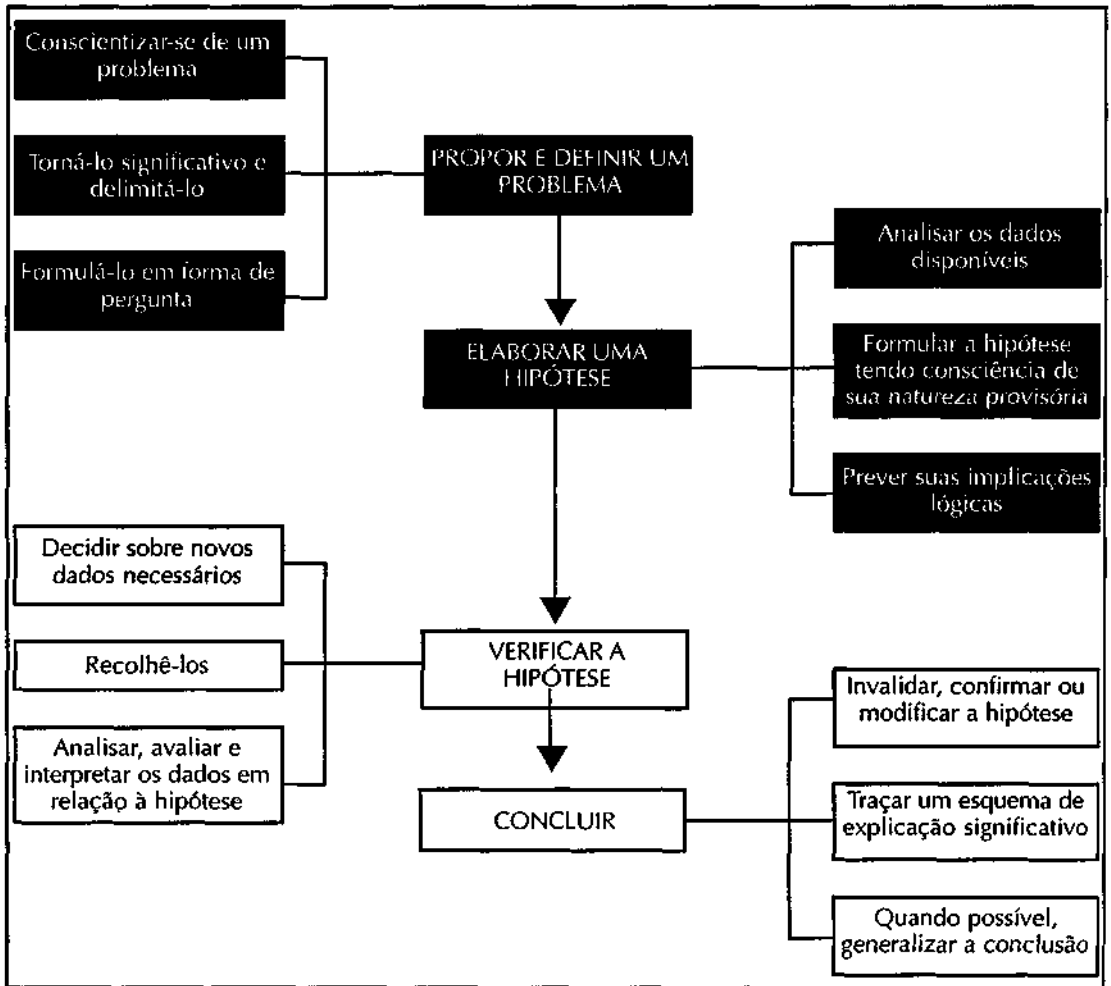 Conscientizar-se de um
problema
Torná-lo significativo e
delimitá-lo
Formulá-lo em forma de
pergunta
PROPOR E DEFINIR UM
PROBLEMA
ELABORAR UMA
HIPÓTESE
Analisar os dados
disponíveis
Formular a hipótese
tendo consciência de
sua natureza provisória
Prever suas implicações
lógicas
Decidir sobre novos
dados necessários
Recolhê-los
Analisar, avaliar e
interpretar os dados em
relação à hipótese
VERIFICAR A
HIPÓTESE
CONCLUIR
Invalidar, confirmar ou
modificar a hipótese
Traçar um esquema de
explicação significativo
Quando possível,
generalizar a conclusão